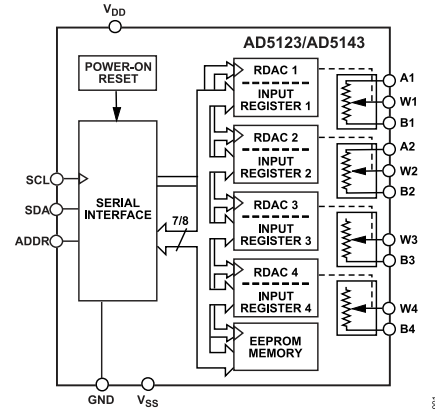 V_DD
AD5123/AD5143
POWER-ON
RESET
RDAC 1
INPUT
REGISTER 1
A1
W1
B1
RDAC 2
INPUT
REGISTER 2
A2
W2
B2
SCL
SDA
ADDR
SERIAL
INTERFACE
7/8
RDAC 3
INPUT
REGISTER 3
W3
B3
RDAC 4
INPUT
REGISTER 4
W4
B4
EEPROM
MEMORY
GND
V_SS